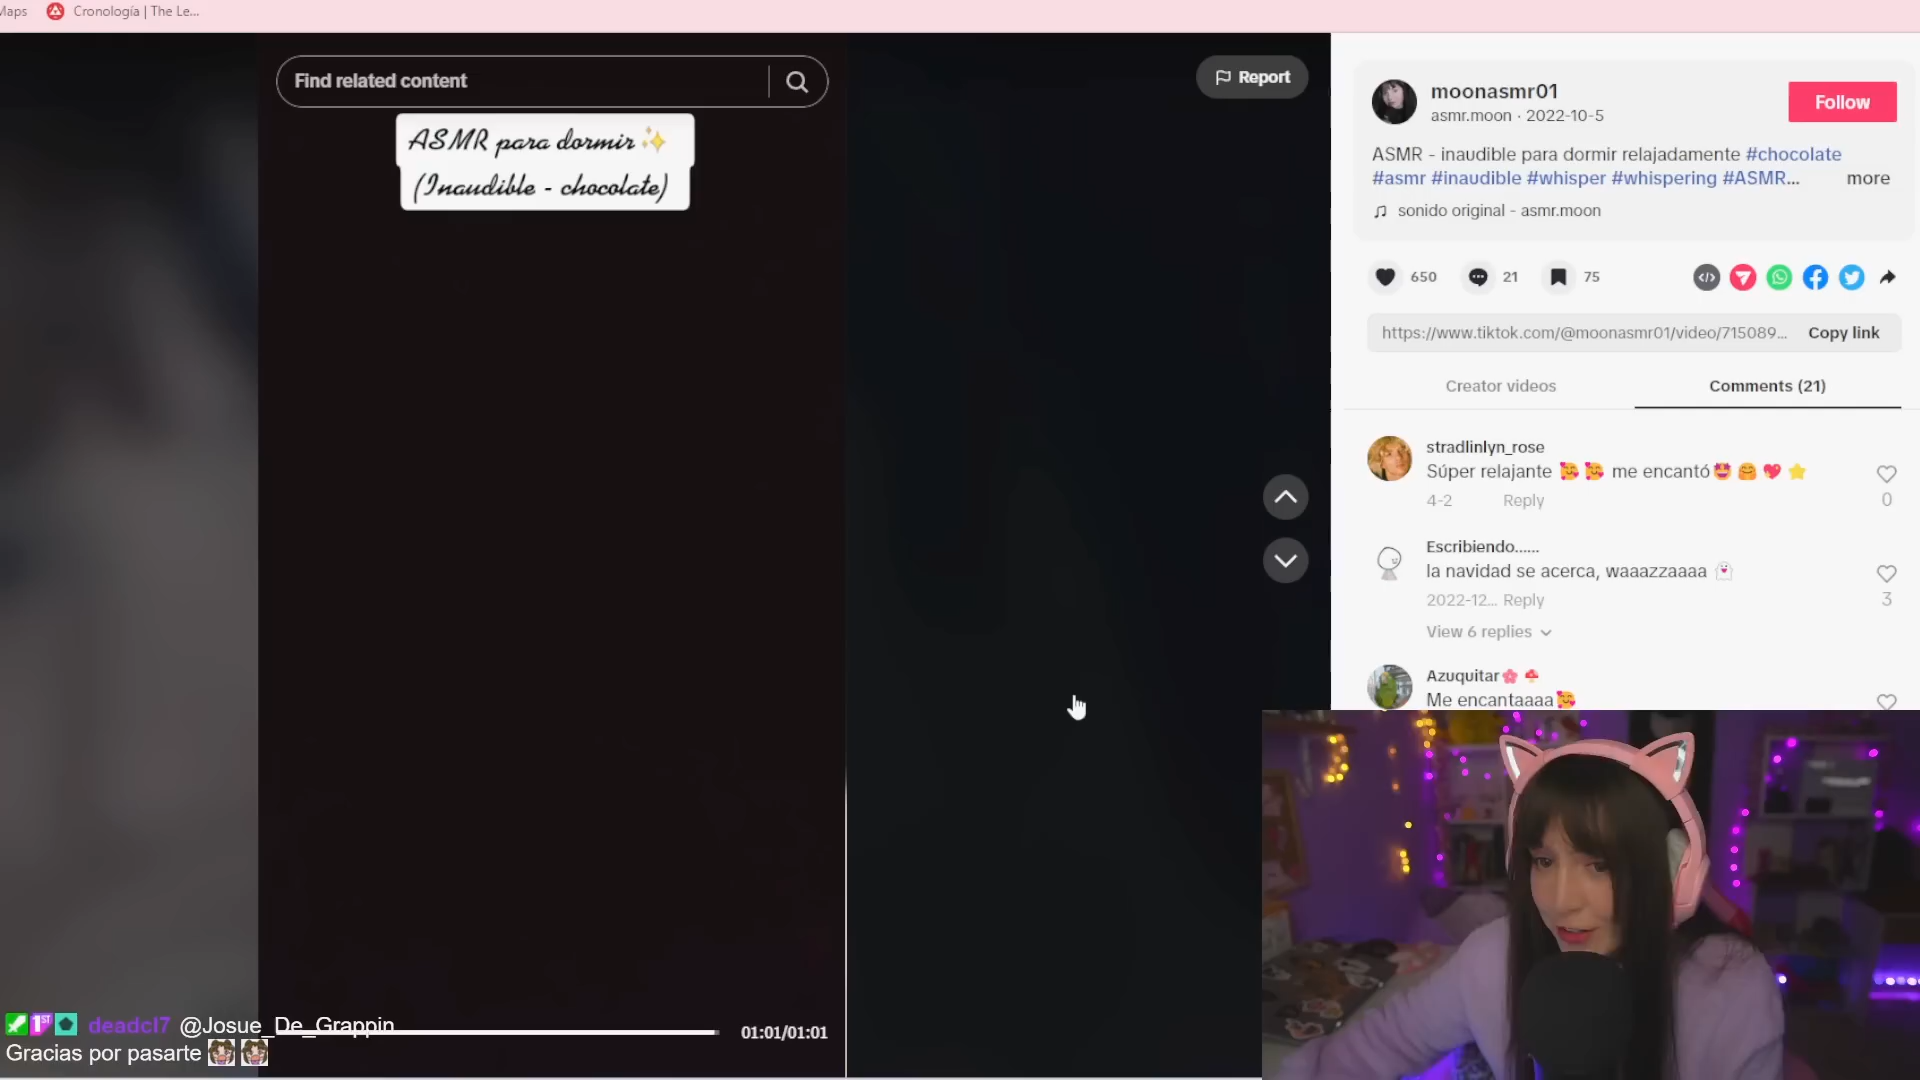 Maps
Cronología | The Le...
Find related content
Report
ASMR para dormir✨
(Inaudible - chocolate)
moonasmr01
asmr.moon · 2022-10-5
Follow
ASMR - inaudible para dormir relajadamente #chocolate
#asmr #inaudible #whisper #whispering #ASMR...
more
sonido original - asmr.moon
650
21
75
https://www.tiktok.com/@moonasmr01/video/715089...
Copy link
Creator videos
Comments (21)
stradlinlyn_rose
Súper relajante 🥰 🥰 me encantó🤩 🤗 💖 ⭐
4-2
Reply
0
Escribiendo......
la navidad se acerca, waaazzaaaa
2022-12... Reply
3
View 6 replies
Azuquitar🌸🍄
Me encantaaaa🥰
01:01/01:01
1ST deadcl7 @Josue_De_Grappin
Gracias por pasarte